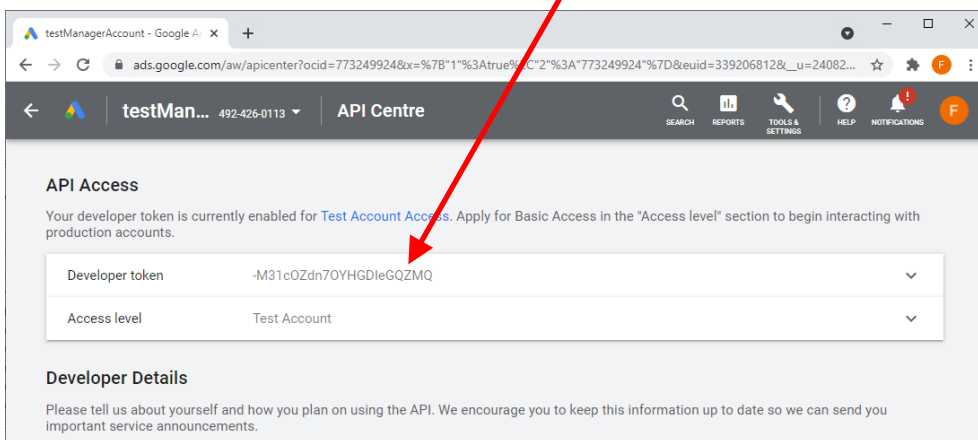 testManagerAccount - Google A
ads.google.com/aw/apicenter?ocid=773249924&x=%7B"1"%3Atrue%2C"2"%3A"773249924"%7D&euid=339206812&__u=24082...
F
testMan... 492-426-0113
API Centre
SEARCH
REPORTS
TOOLS &
SETTINGS
?
HELP
!
NOTIFICATIONS
F
API Access
Your developer token is currently enabled for Test Account Access. Apply for Basic Access in the "Access level" section to begin interacting with
production accounts.
Developer token -M31cOZdn7OYHGDIeGQZMQ
Access level Test Account
Developer Details
Please tell us about yourself and how you plan on using the API. We encourage you to keep this information up to date so we can send you
important service announcements.